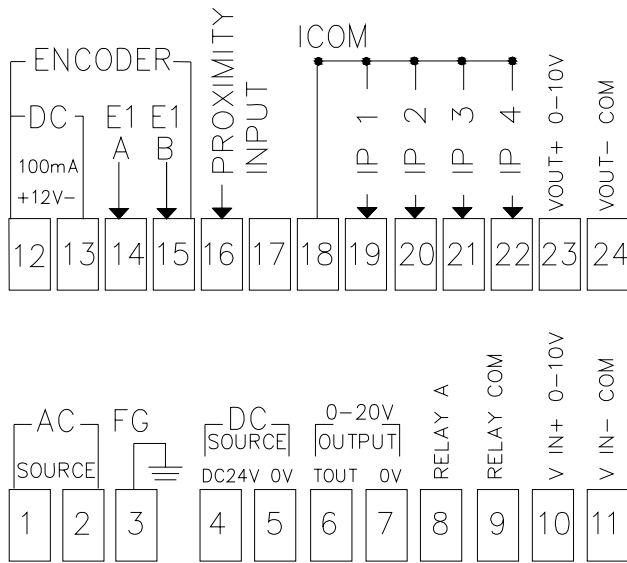 ENCODER
DC
100mA
+12V-
E1 E1
A B
PROXIMITY
INPUT
ICOM
IP 1
IP 2
IP 3
IP 4
VOUT+ 0-10V
VOUT- COM
12 13 14 15 16 17 18 19 20 21 22 23 24
AC
SOURCE
FG
DC
SOURCE
DC24V 0V
0-20V
OUTPUT
TOUT 0V
RELAY A
RELAY COM
V IN+ 0-10V
V IN- COM
1 2 3 4 5 6 7 8 9 10 11